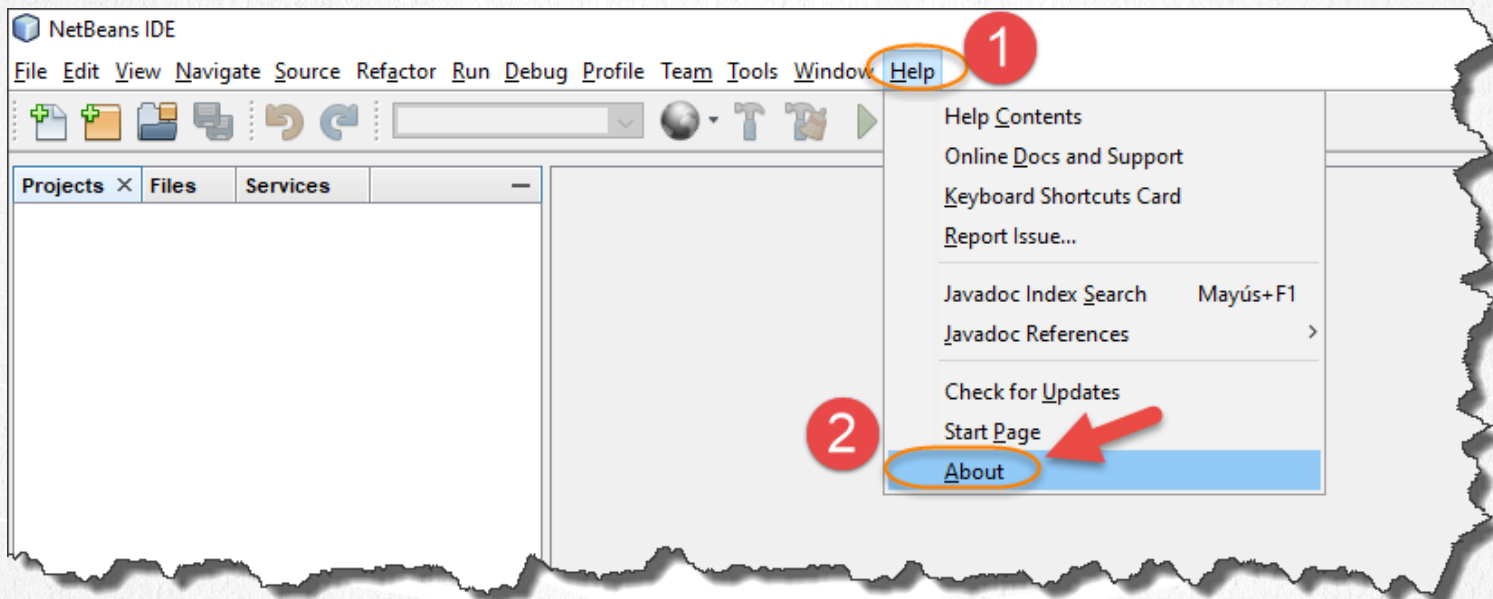 NetBeans IDE
1
File Edit View Navigate Source Refactor Run Debug Profile Team Tools Window Help
Help Contents
Online Docs and Support
Projects Files Services
Keyboard Shortcuts Card
Report Issue...
Javadoc Index Search Mayús+F1
Javadoc References
Check for Updates
2
Start Page
About